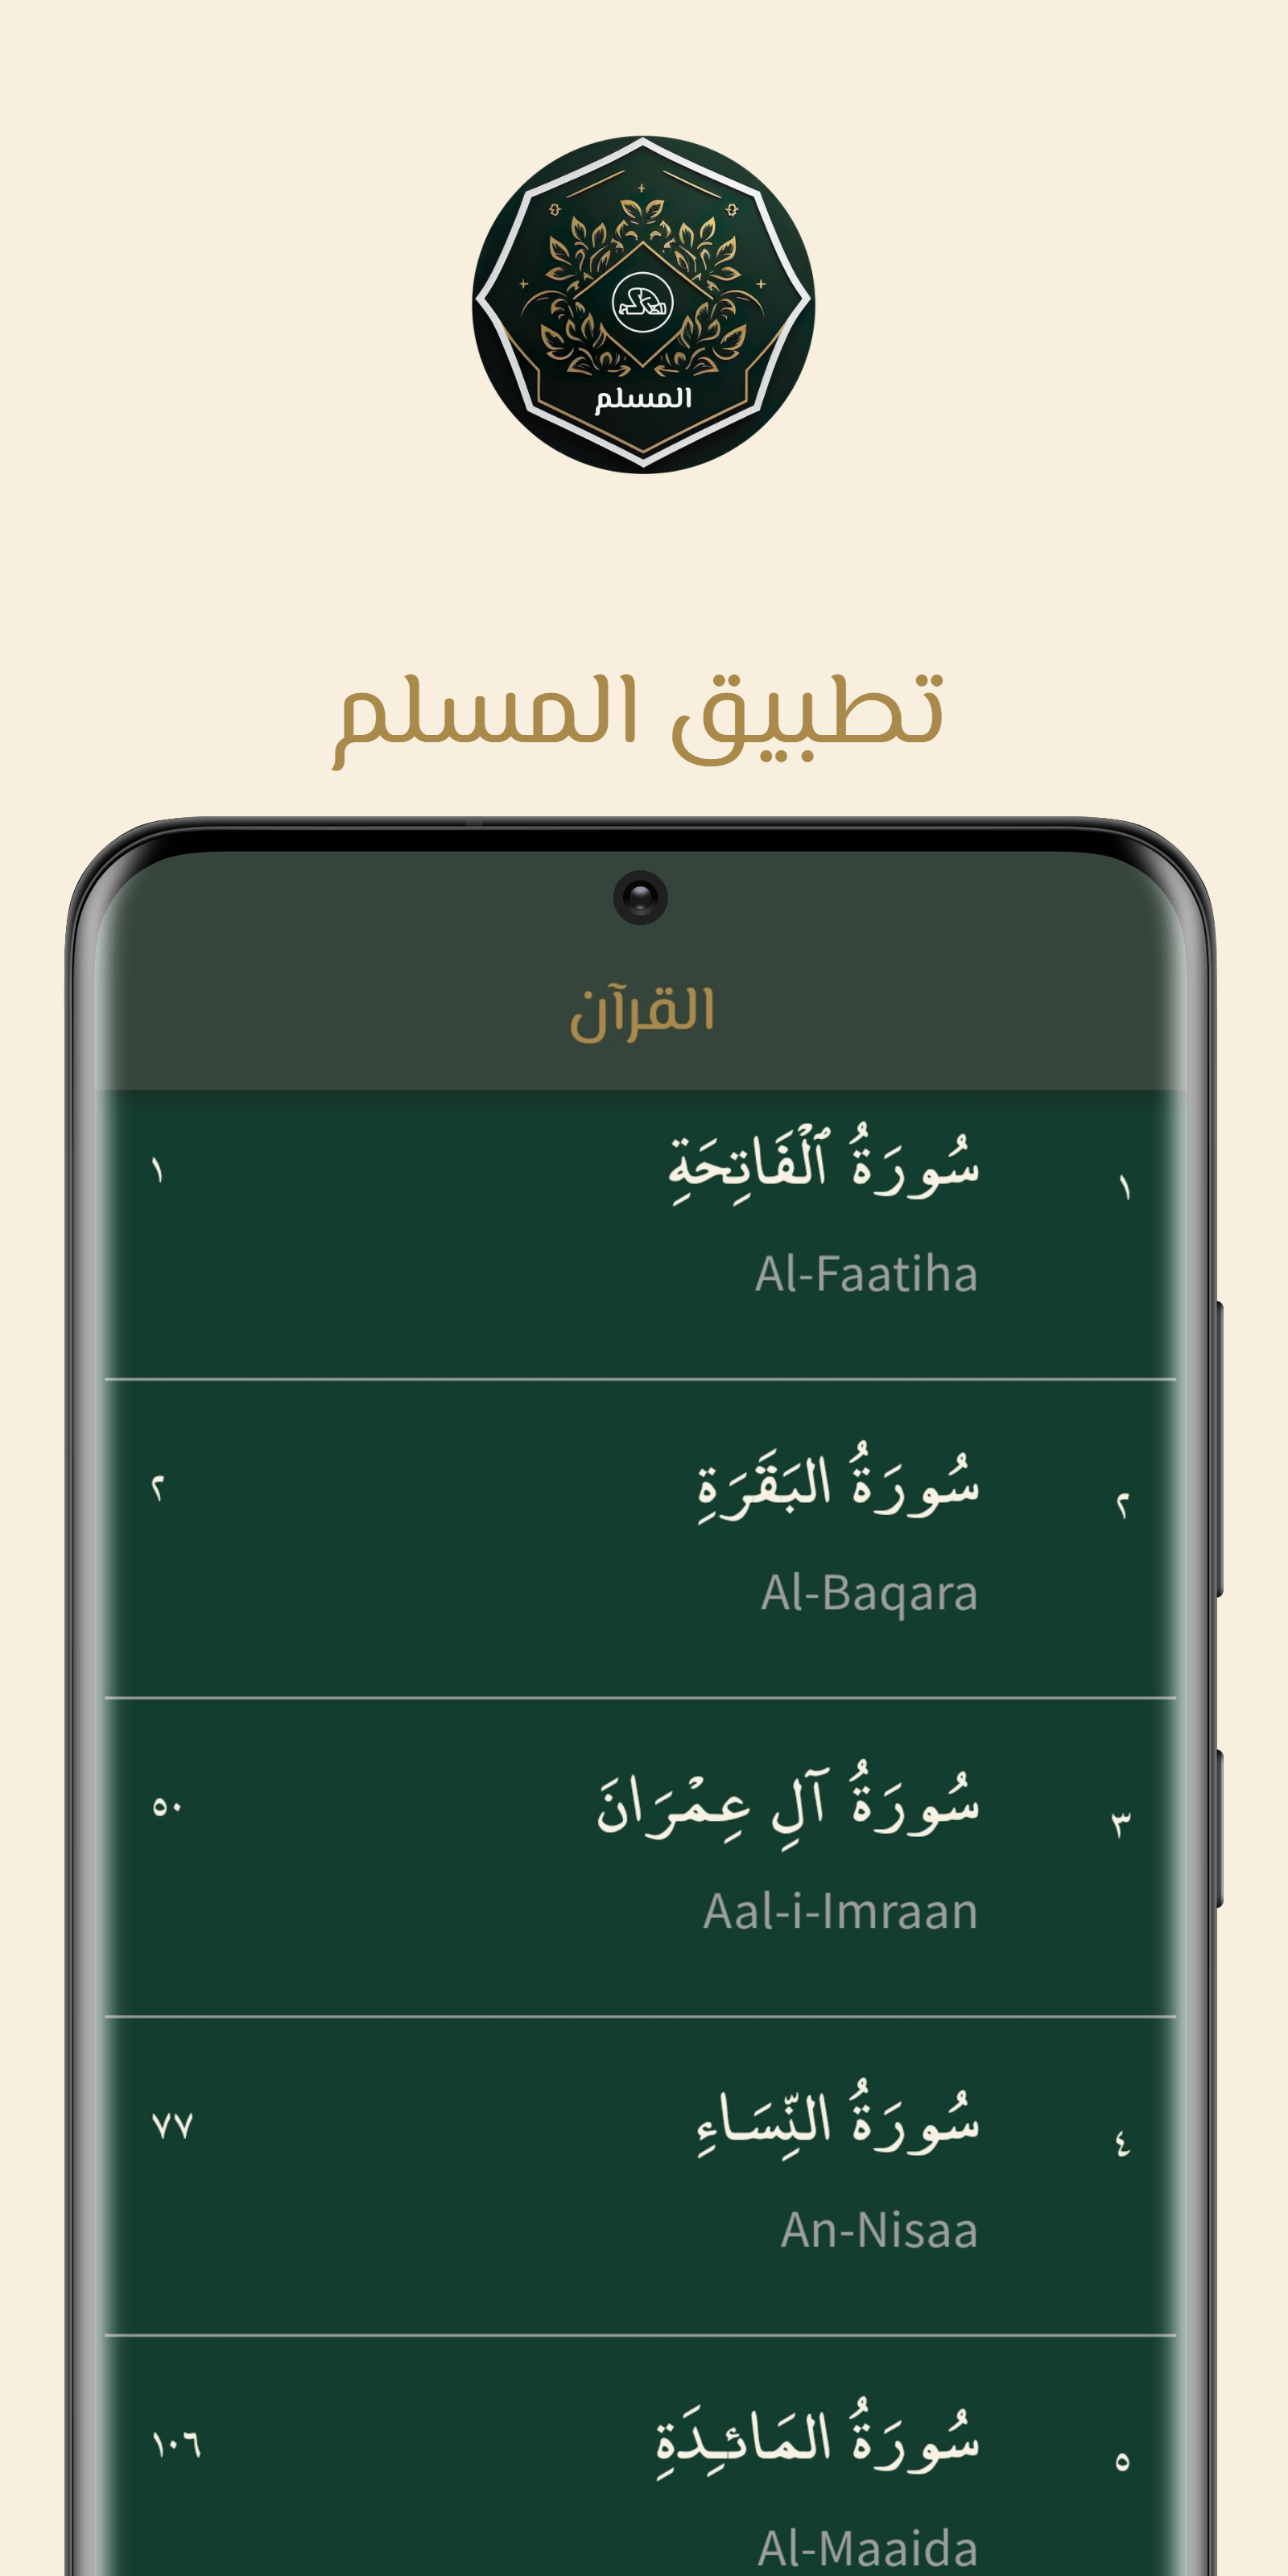 المسلم
تطبيق المسلم
القرآن
١ سُورَةُ ٱلْفَاتِحَةِ ١
Al-Faatiha
٢ سُورَةُ البَقَرَةِ ٢
Al-Baqara
٣ سُورَةُ آلِ عِمْرَانَ ٥٠
Aal-i-Imraan
٤ سُورَةُ النِّسَاءِ ٧٧
An-Nisaa
٥ سُورَةُ المَائـِدَةِ ١٠٦
Al-Maaida